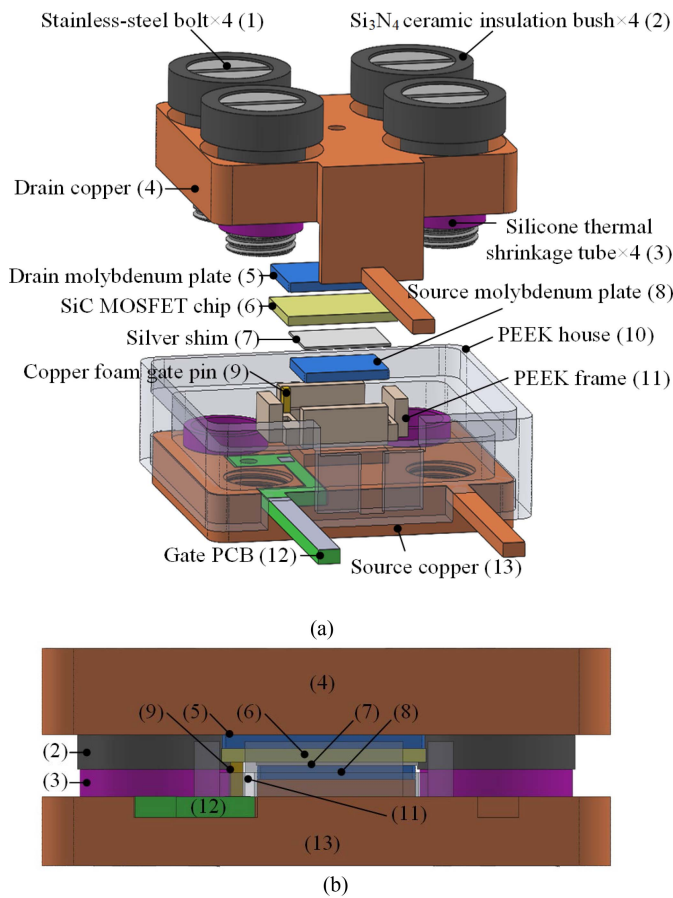 Stainless-steel bolt×4 (1)
Si₃N₄ ceramic insulation bush×4 (2)
Drain copper (4)
Silicone thermal
shrinkage tube×4 (3)
Drain molybdenum plate (5)
SiC MOSFET chip (6)
Source molybdenum plate (8)
Silver shim (7)
PEEK house (10)
Copper foam gate pin (9)
PEEK frame (11)
Gate PCB (12)
Source copper (13)
(a)
(4)
(9)
(5)
(6)
(7)
(8)
(2)
(3)
(12)
(11)
(13)
(b)